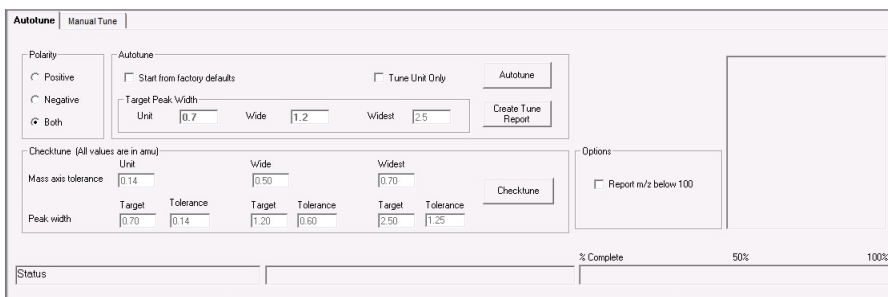 Autotune Manual Tune
Polarity
Positive
Negative
Both
Autotune
Start from factory defaults Tune Unit Only Autotune
Target Peak Width
Unit 0.7 Wide 1.2 Widest 2.5
Create Tune
Report
Checktune (All values are in amu)
Unit Wide Widest
Mass axis tolerance 0.14 0.50 0.70
Checktune
Target Tolerance Target Tolerance Target Tolerance
Peak width 0.70 0.14 1.20 0.60 2.50 1.25
Options
Report m/z below 100
% Complete 50% 100%
Status